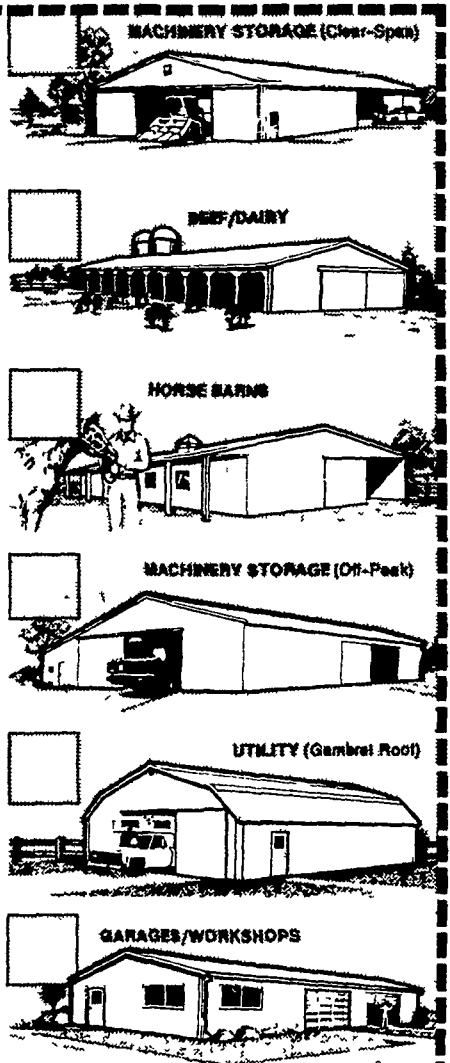 MACHINERY STORAGE (Clear-Span)
BEEF/DAIRY
HORSE BARNS
MACHINERY STORAGE (Off-Peak)
UTILITY (Gambrel Roof)
GARAGES/WORKSHOPS